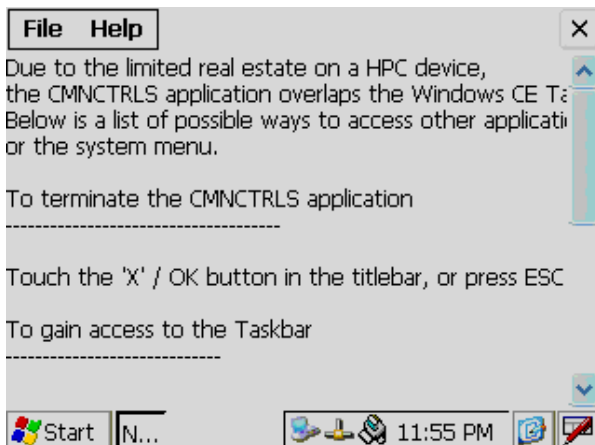 File Help
Due to the limited real estate on a HPC device,
the CMNCTRLS application overlaps the Windows CE
Below is a list of possible ways to access other
or the system menu.
To terminate the CMNCTRLS application
-------------------------------------
Touch the 'X' / OK button in the titlebar, or press ESC
To gain access to the Taskbar
-----------------------------
Start N... 11:55 PM